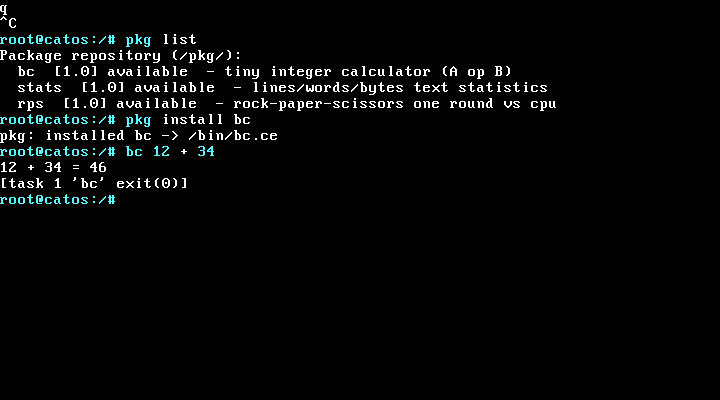 q
^C
root@catos:/# pkg list
Package repository (/pkg/):
  bc  [1.0] available  - tiny integer calculator (A op B)
  stats  [1.0] available  - lines/words/bytes text statistics
  rps  [1.0] available  - rock-paper-scissors one round vs cpu
root@catos:/# pkg install bc
pkg: installed bc -> /bin/bc.ce
root@catos:/# bc 12 + 34
12 + 34 = 46
[task 1 'bc' exit(0)]
root@catos:/#